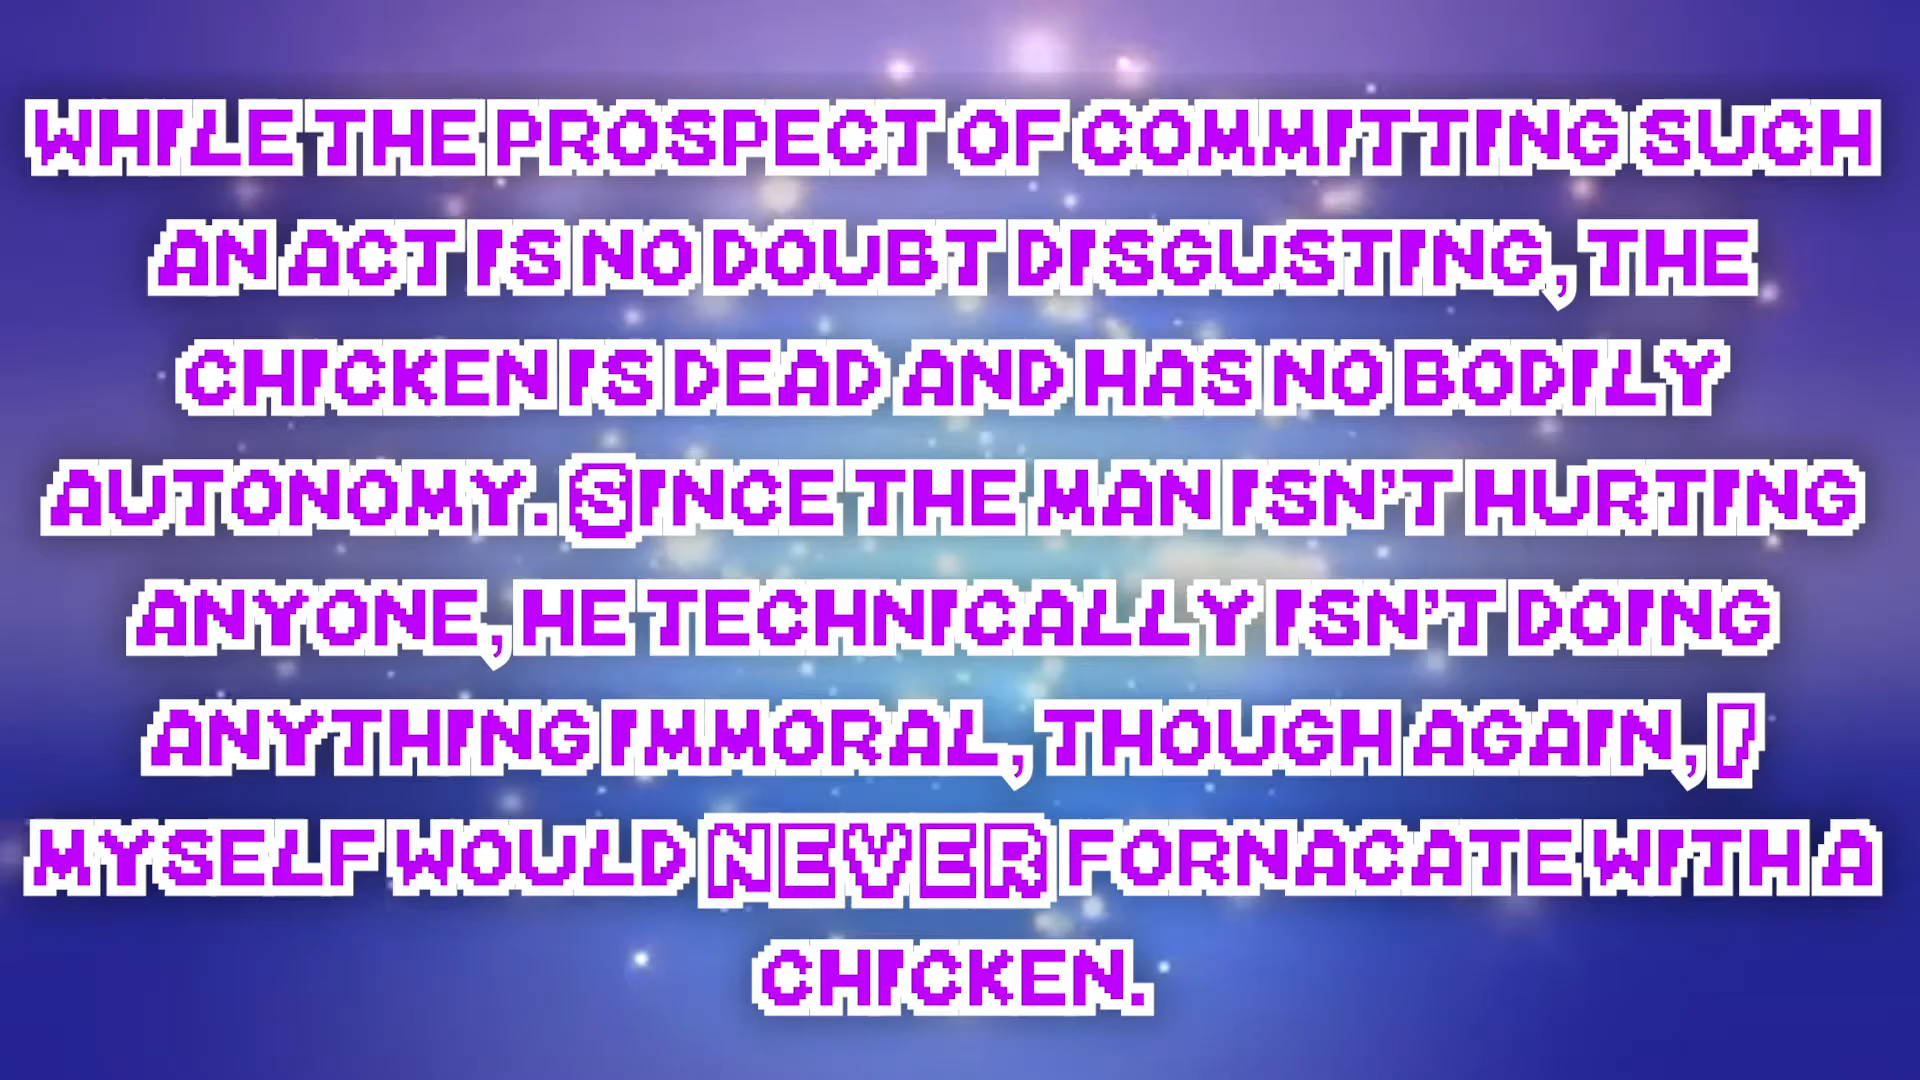 WHILE THE PROSPECT OF COMMITTING SUCH
AN ACT IS NO DOUBT DISGUSTING, THE
CHICKEN IS DEAD AND HAS NO BODILY
AUTONOMY. SINCE THE MAN ISN'T HURTING
ANYONE, HE TECHNICALLY ISN'T DOING
ANYTHING IMMORAL, THOUGH AGAIN, I
MYSELF WOULD NEVER FORNACATE WITH A
CHICKEN.